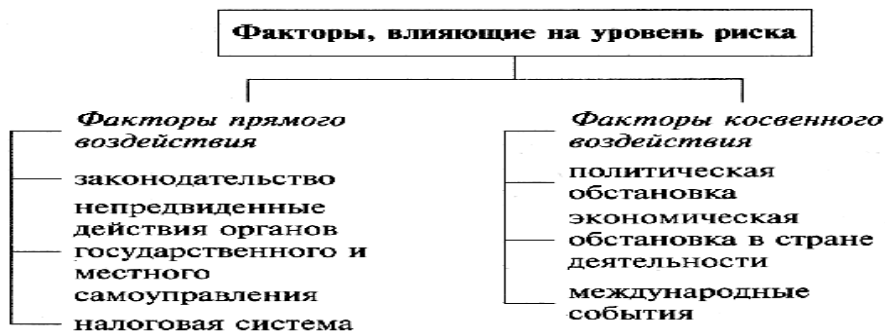 Факторы, влияющие на уровень риска
Факторы прямого
воздействия
законодательство
непредвиденные
действия органов
государственного и
местного
самоуправления
налоговая система
Факторы косвенного
воздействия
политическая
обстановка
экономическая
обстановка в стране
деятельности
международные
события